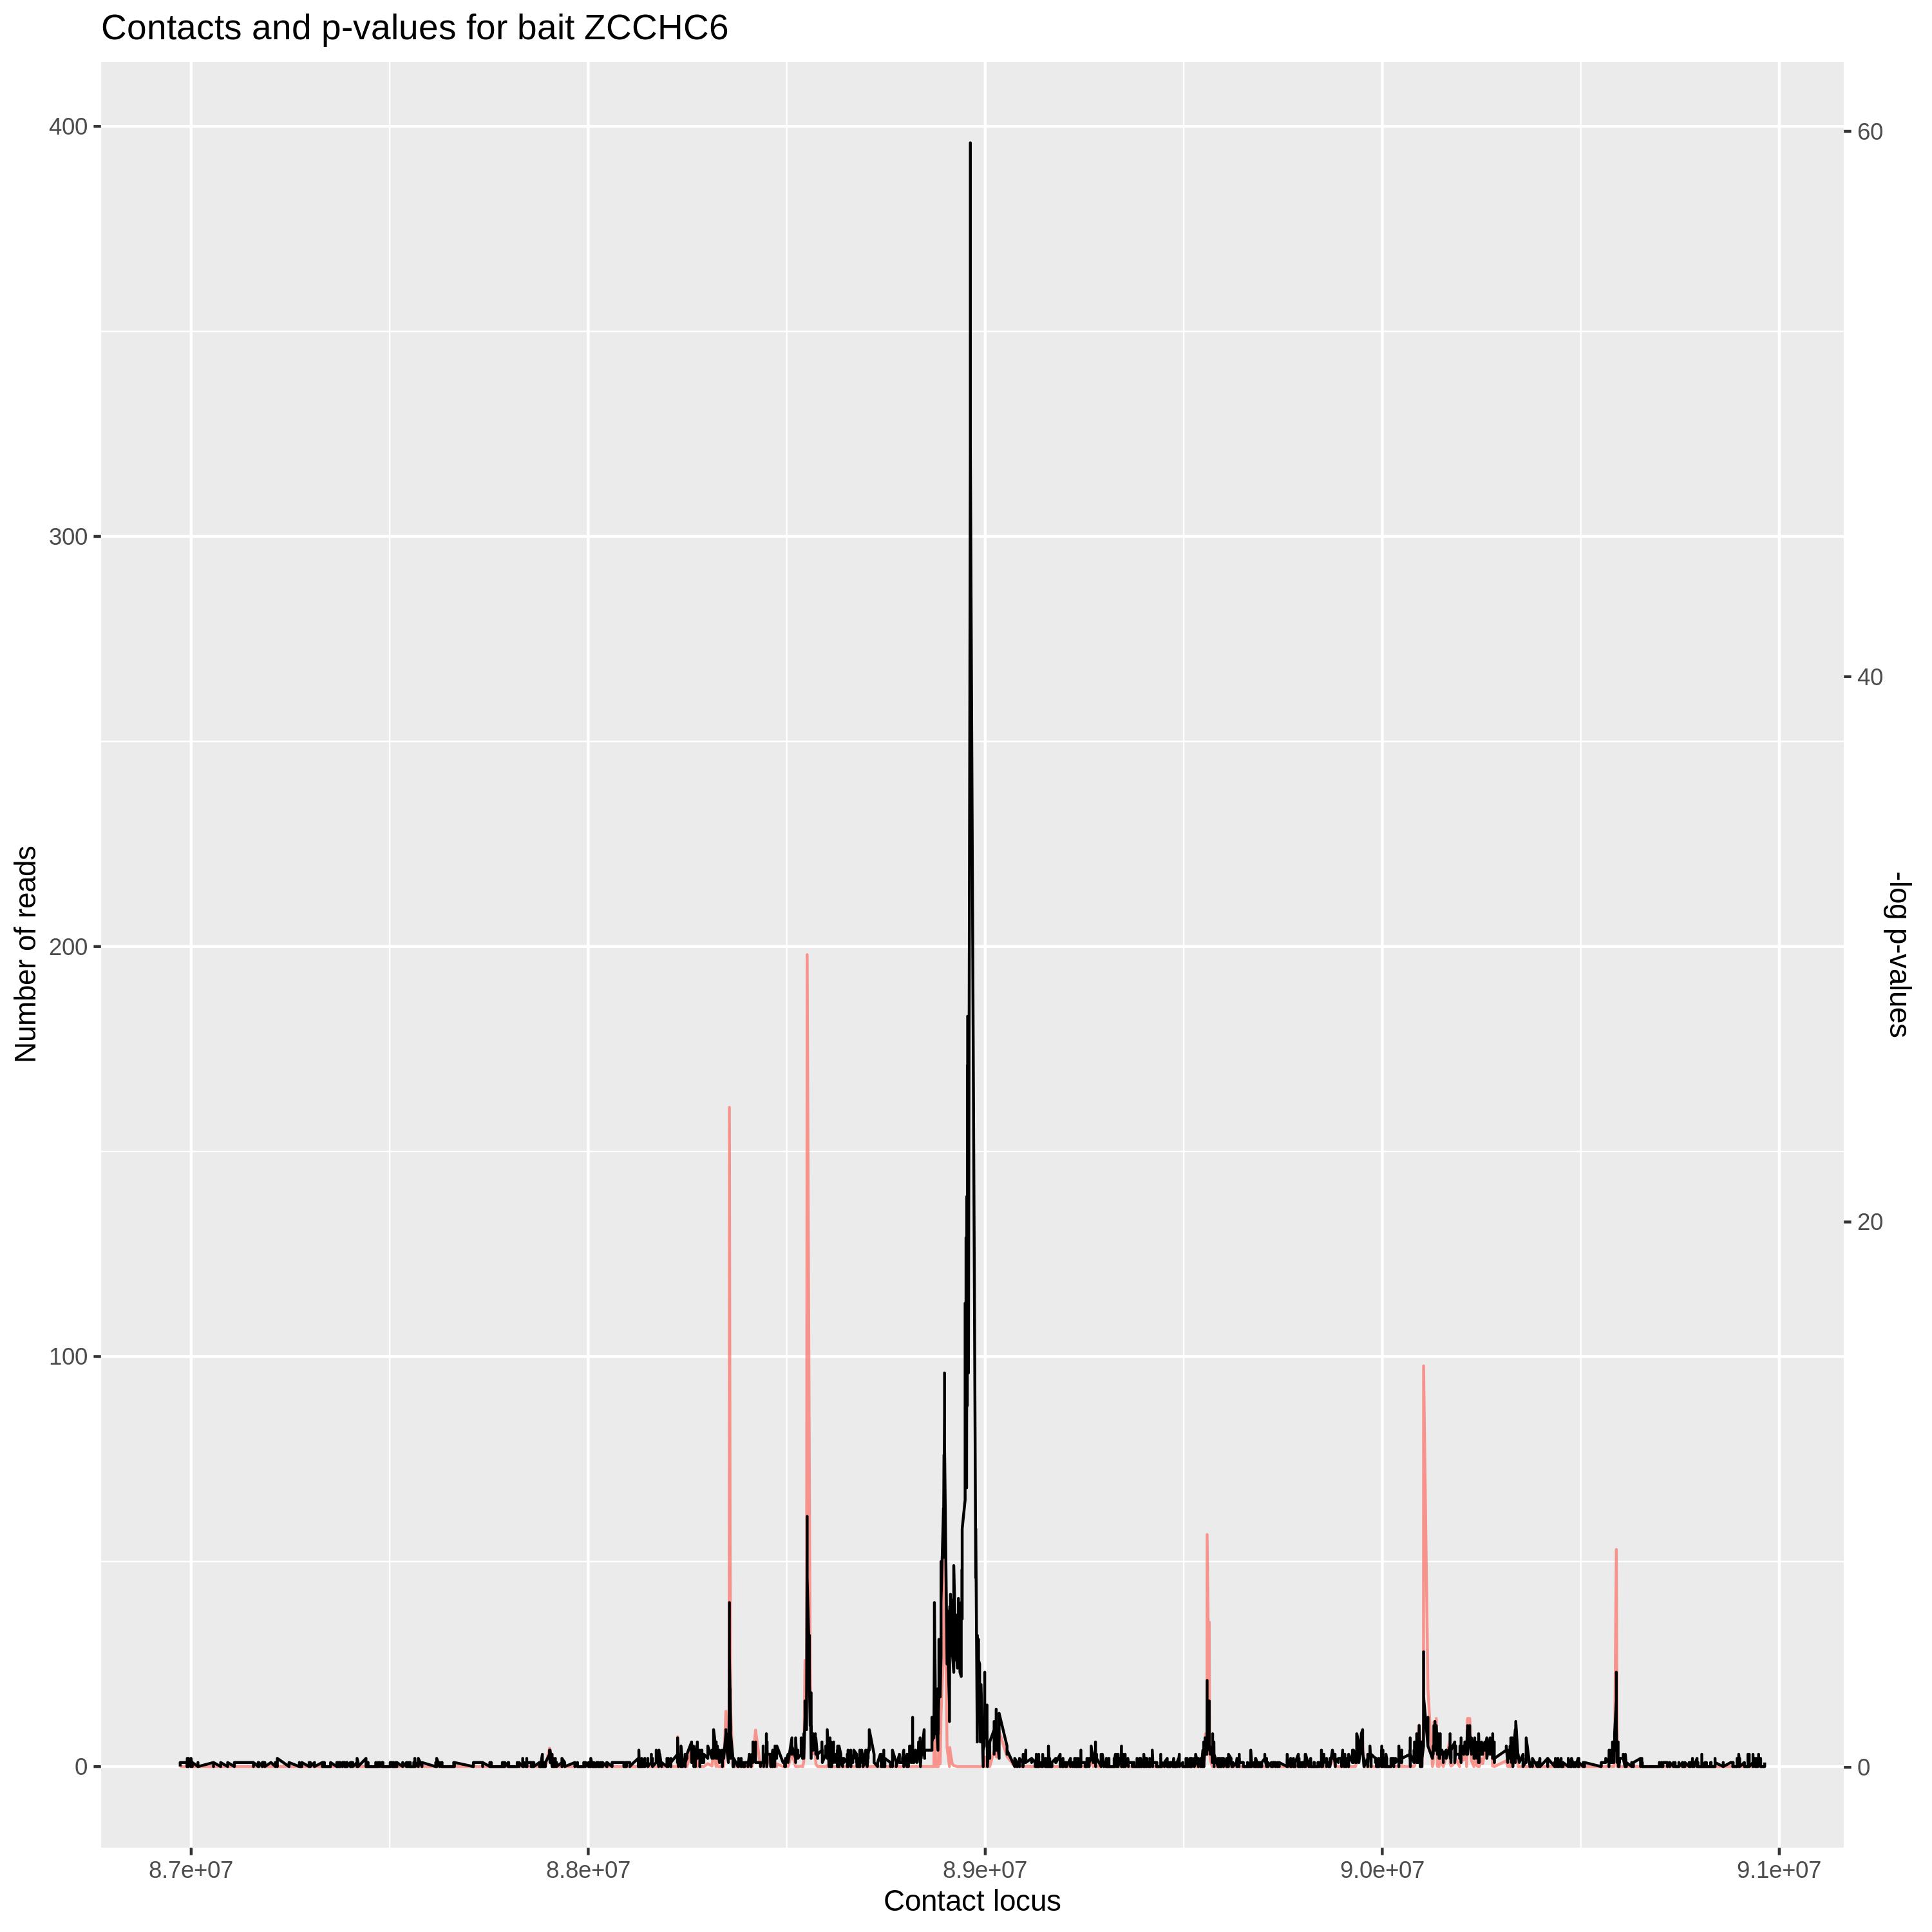 Contacts and p-values for bait ZCCHC6
400
300
200
100
0
Number of reads
60
40
20
0
-log p-values
8.7e+07 8.8e+07 8.9e+07 9.0e+07 9.1e+07
Contact locus